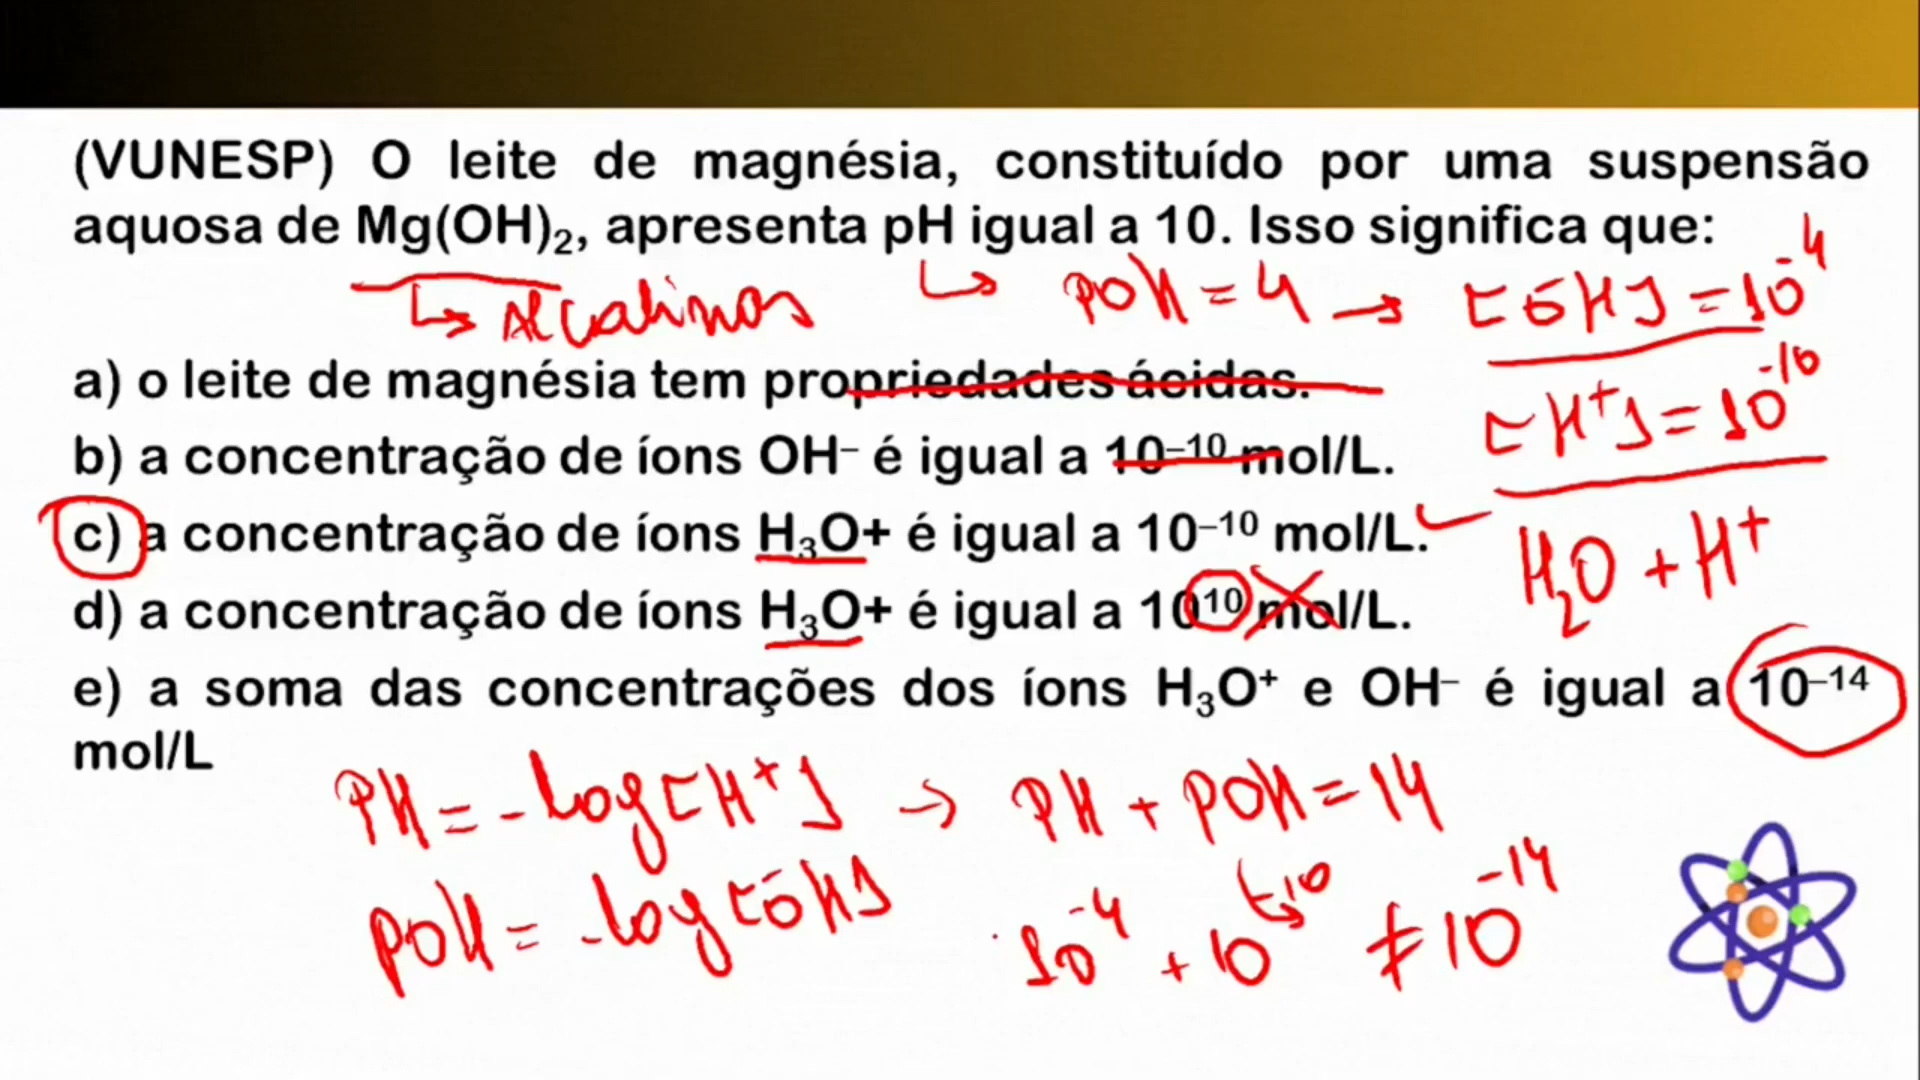 (VUNESP) O leite de magnésia, constituído por uma suspensão
aquosa de Mg(OH)₂, apresenta pH igual a 10. Isso significa que:
↳ Alcalinos
↳ POH = 4 → [OH⁻] = 10⁻⁴
a) o leite de magnésia tem propriedades ácidas.
[H⁺] = 10⁻¹⁰
b) a concentração de íons OH⁻ é igual a 10⁻¹⁰ mol/L.
c) a concentração de íons H₃O+ é igual a 10⁻¹⁰ mol/L.
H₂O + H⁺
d) a concentração de íons H₃O+ é igual a 10¹⁰ mol/L.
e) a soma das concentrações dos íons H₃O⁺ e OH⁻ é igual a 10⁻¹⁴
mol/L
PH = -log[H⁺] → PH + POH = 14
POH = -log[OH⁻]
10⁻⁴ + 10⁻¹⁰ ≠ 10⁻¹⁴